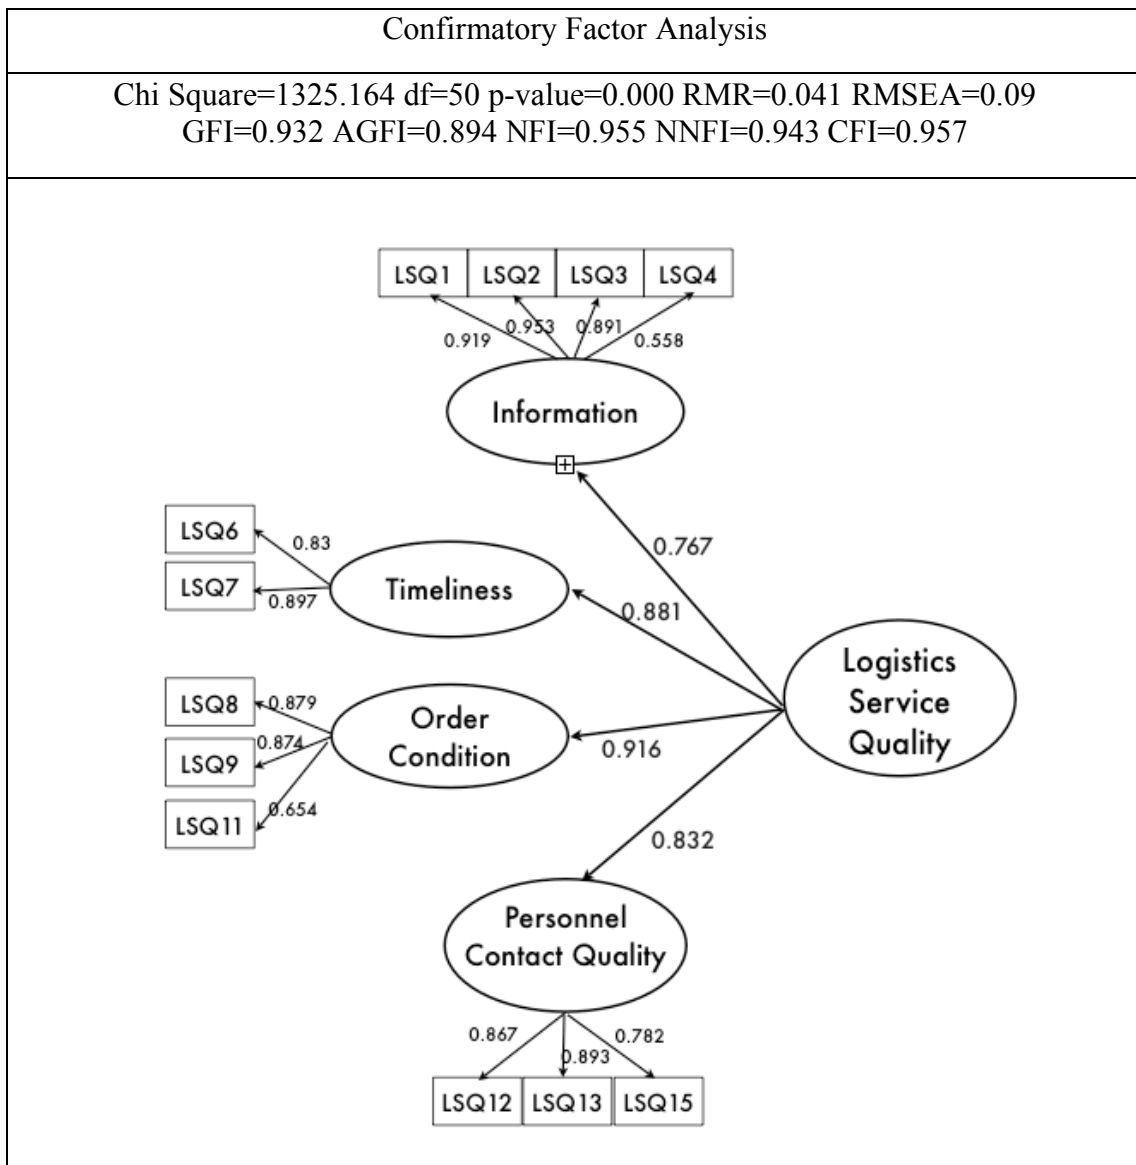 Confirmatory Factor Analysis
Chi Square=1325.164 df=50 p-value=0.000 RMR=0.041 RMSEA=0.09
GFI=0.932 AGFI=0.894 NFI=0.955 NNFI=0.943 CFI=0.957
LSQ1 LSQ2 LSQ3 LSQ4
0.919 0.953 0.891 0.558
Information
0.767
LSQ6
0.83
LSQ7
0.897
Timeliness
0.881
LSQ8
0.879
LSQ9
0.874
LSQ11
0.654
Order
Condition
0.916
Logistics
Service
Quality
0.832
Personnel
Contact Quality
0.867 0.893 0.782
LSQ12 LSQ13 LSQ15